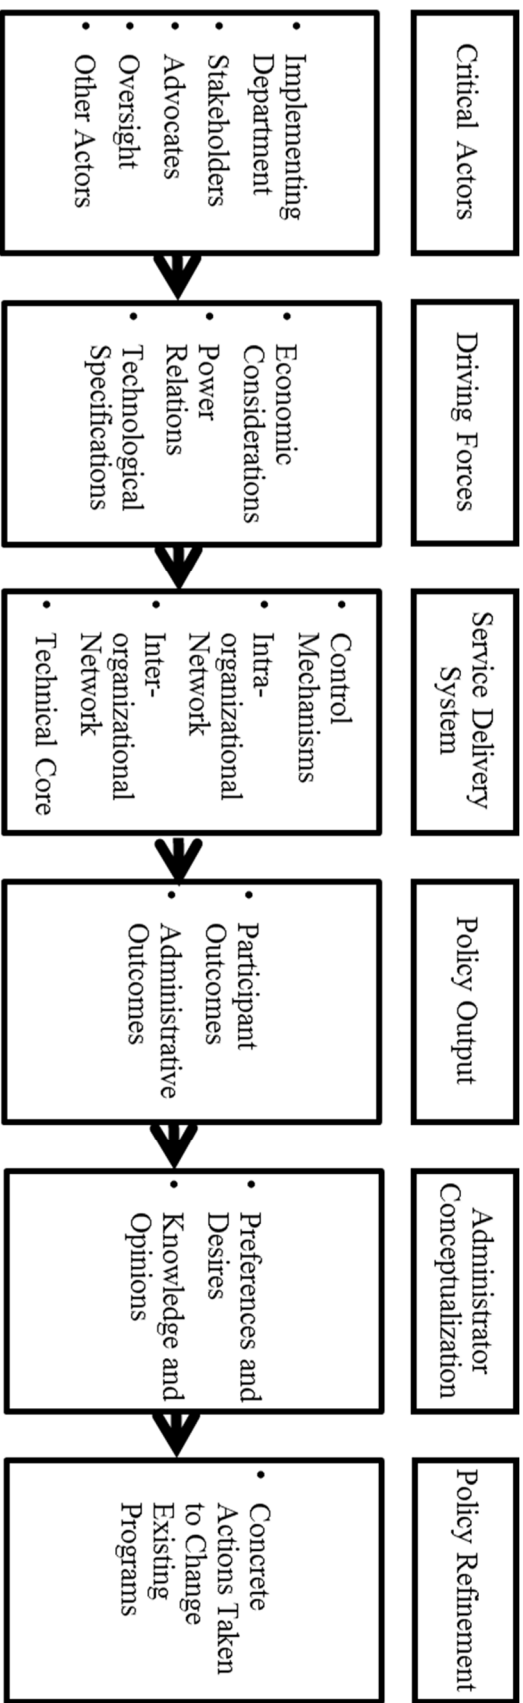 Critical Actors
• Implementing
Department
• Stakeholders
• Advocates
• Oversight
• Other Actors
Driving Forces
• Economic
Considerations
• Power
Relations
• Technological
Specifications
Service Delivery
System
• Control
Mechanisms
• Intra-
organizational
Network
• Inter-
organizational
Network
• Technical Core
Policy Output
• Participant
Outcomes
• Administrative
Outcomes
Administrator
Conceptualization
• Preferences and
Desires
• Knowledge and
Opinions
Policy Refinement
• Concrete
Actions Taken
to Change
Existing
Programs